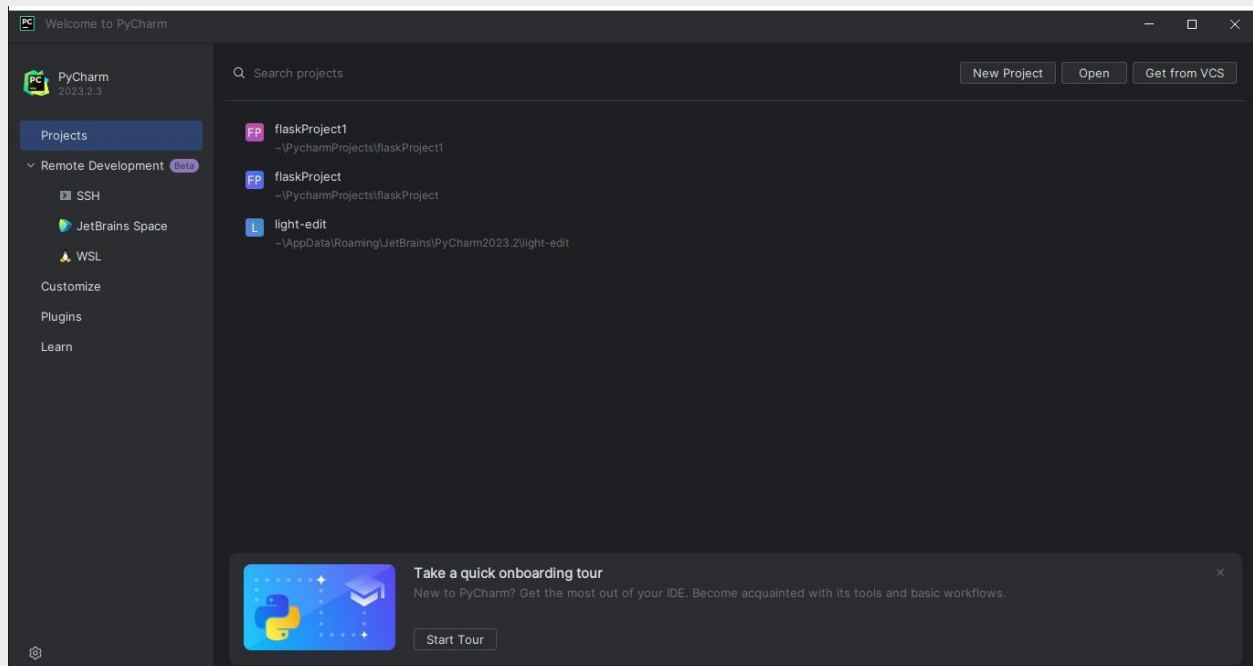 Welcome to PyCharm
PyCharm
2023.2.3
Projects
Remote Development Beta
SSH
JetBrains Space
WSL
Customize
Plugins
Learn
Search projects
New Project
Open
Get from VCS
FP flaskProject1
~\PycharmProjects\flaskProject1
FP flaskProject
~\PycharmProjects\flaskProject
L light-edit
~\AppData\Roaming\JetBrains\PyCharm2023.2\light-edit
Take a quick onboarding tour
New to PyCharm? Get the most out of your IDE. Become acquainted with its tools and basic workflows.
Start Tour